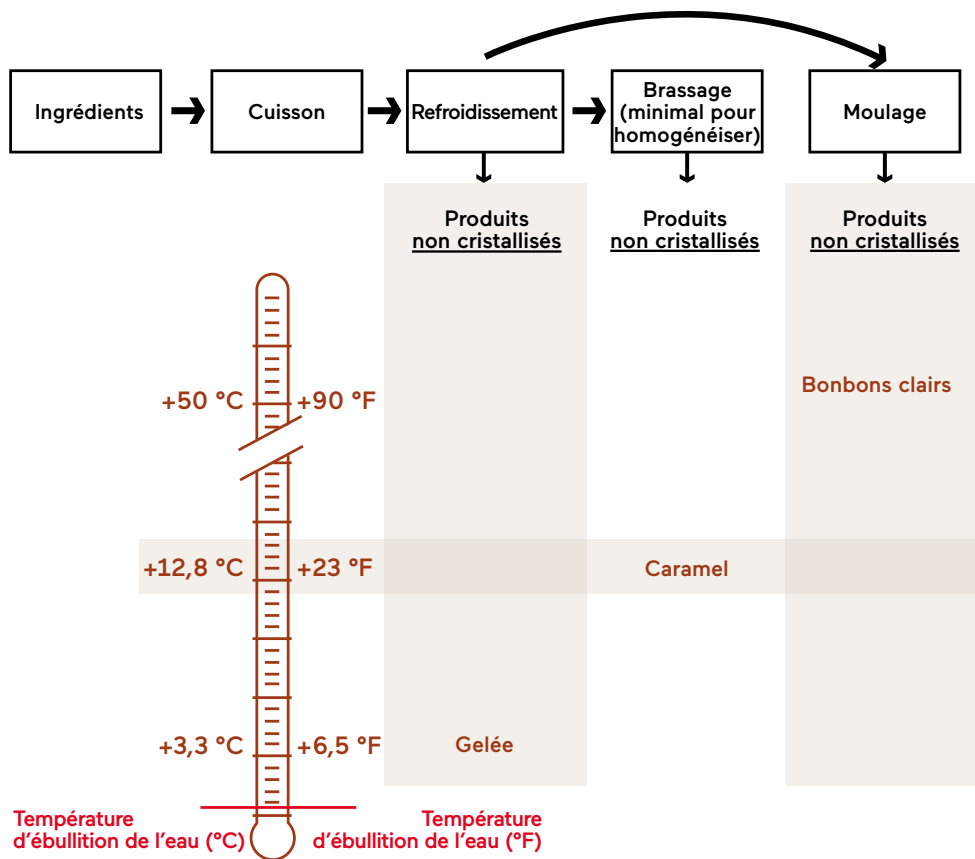 Ingrédients
Cuisson
Refroidissement
Brassage
(minimal pour
homogénéiser)
Moulage
Produits
non cristallisés
Produits
non cristallisés
Produits
non cristallisés
+50 °C
+90 °F
Bonbons clairs
+12,8 °C
+23 °F
Caramel
+3,3 °C
+6,5 °F
Gelée
Température
d'ébullition de l'eau (°C)
Température
d'ébullition de l'eau (°F)